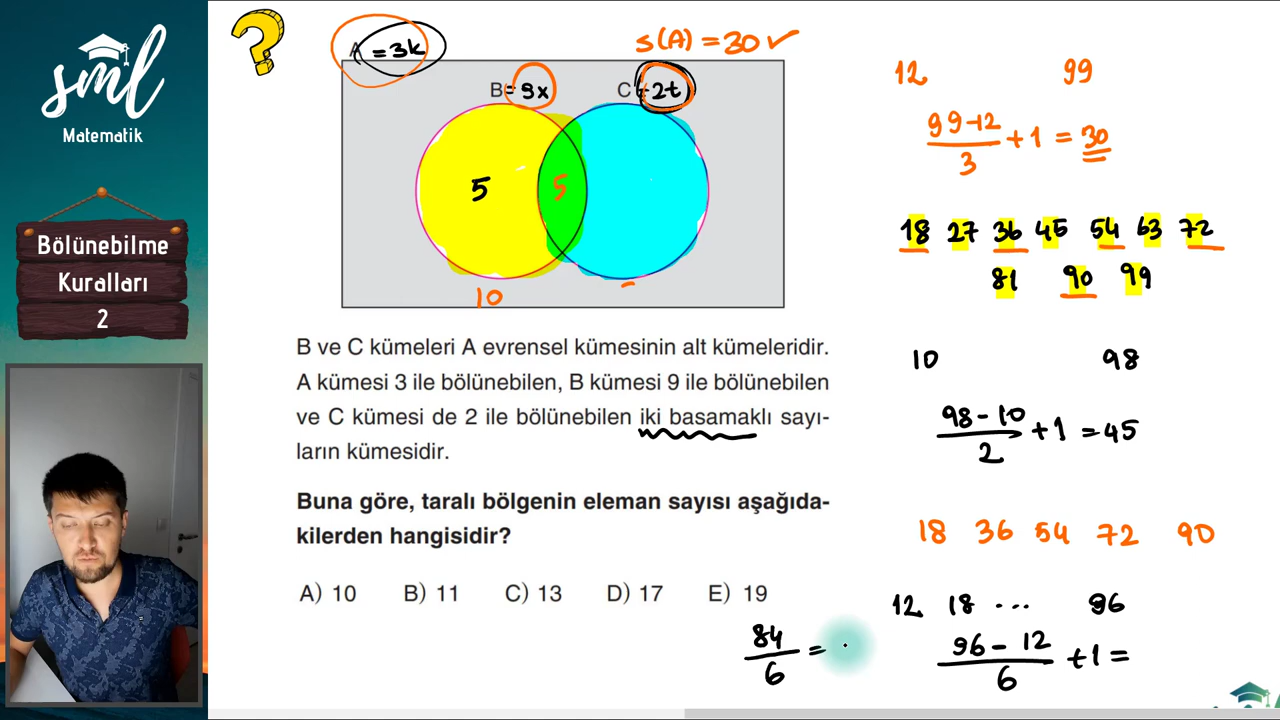 sml
Matematik
Bölünebilme
Kuralları
2
?
A = 3k
s(A) = 30 ✓
B = 9x
C = 2t
5
5
10
B ve C kümeleri A evrensel kümesinin alt kümeleridir.
A kümesi 3 ile bölünebilen, B kümesi 9 ile bölünebilen
ve C kümesi de 2 ile bölünebilen iki basamaklı sayı-
ların kümesidir.
Buna göre, taralı bölgenin eleman sayısı aşağıda-
kilerden hangisidir?
A) 10 B) 11 C) 13 D) 17 E) 19
84/6 =
12 99
(99-12)/3 + 1 = 30
18 27 36 45 54 63 72
81 90 99
10 98
(98-10)/2 + 1 = 45
18 36 54 72 90
12 18 ... 96
(96-12)/6 + 1 =